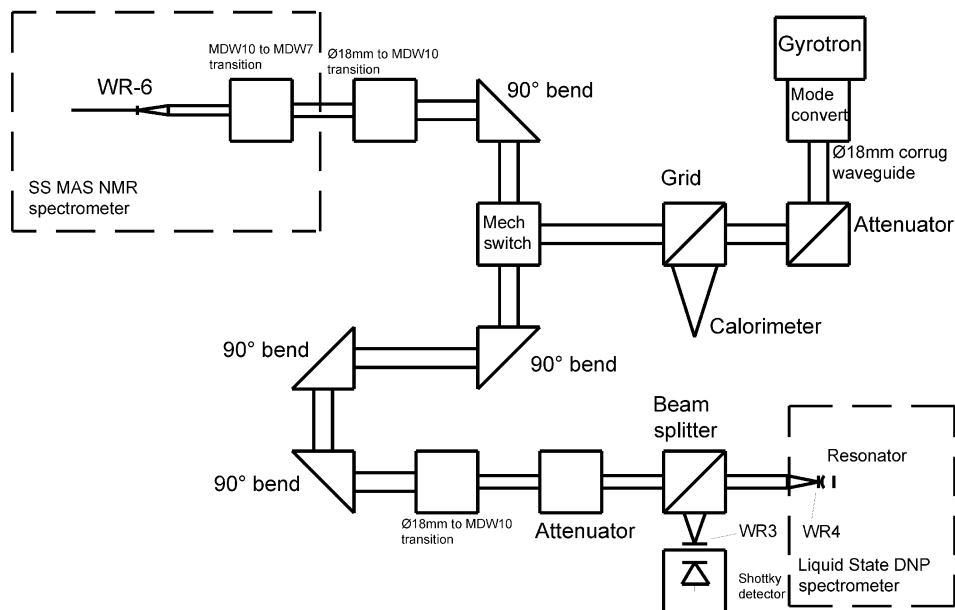 Gyrotron
Mode
convert
Ø18mm corrug
waveguide
MDW10 to MDW7
transition
Ø18mm to MDW10
transition
WR-6
90° bend
SS MAS NMR
spectrometer
Grid
Mech
switch
Attenuator
Calorimeter
90° bend
90° bend
Beam
splitter
Resonator
90° bend
Ø18mm to MDW10
transition
Attenuator
WR3
WR4
Liquid State DNP
spectrometer
Shottky
detector